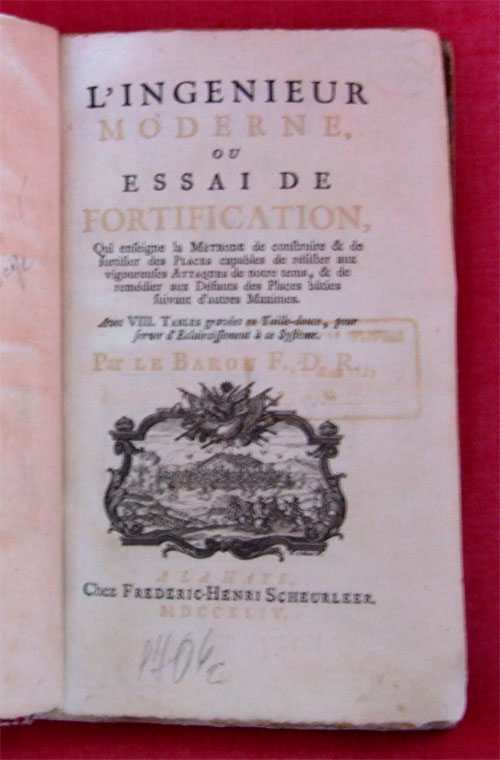 L'INGENIEUR
MODERNE,
OU
ESSAI DE
FORTIFICATION,
Qui enseigne la METHODE de construire & de
fortifier des PLACES capables de résister aux
vigoureuses ATTAQUES de notre tems, & de
remédier aux Défauts des Places bâties
suivant d'autres Maximes.
Avec VIII. TABLES gravées en Taille-douce, pour
servir d'Eclaircissement à ce Systême.
Par LE BARON F. D. R.
A LA HAYE,
Chez FREDERIC-HENRI SCHEURLEER.
MDCCXLIV.